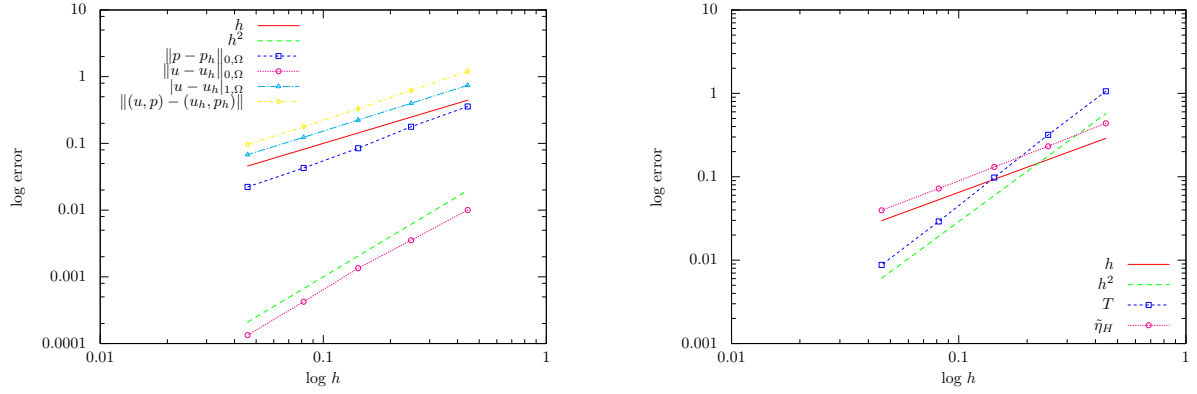 10
1
0.1
0.01
0.001
0.0001
0.01
0.1
1
log error
log h
h
h²
‖p − p_h‖₀,Ω
‖u − u_h‖₀,Ω
|u − u_h|₁,Ω
‖(u, p) − (u_h, p_h)‖
10
1
0.1
0.01
0.001
0.01
0.1
1
log error
log h
h
h²
T
η̃_H